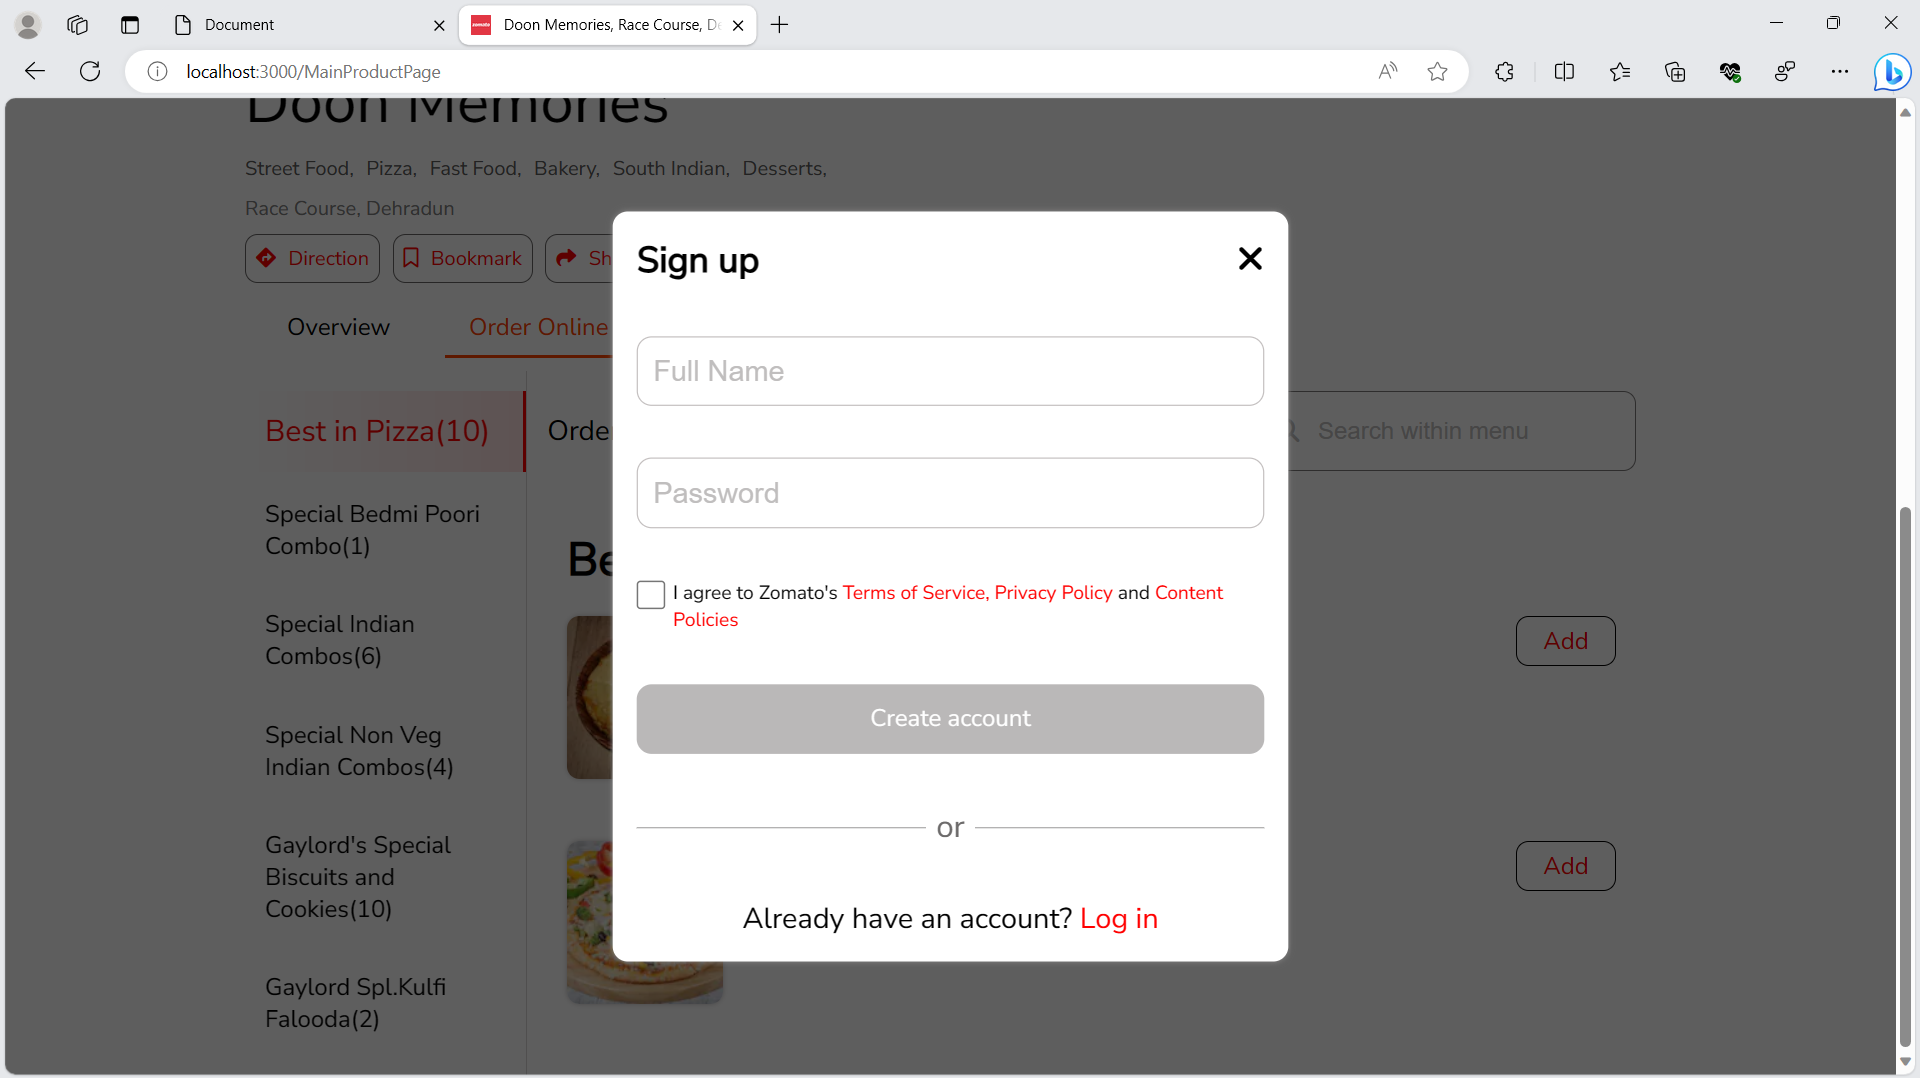 Document
Doon Memories, Race Course, De
localhost:3000/MainProductPage
Doon Memories
Street Food, Pizza, Fast Food, Bakery, South Indian, Desserts,
Race Course, Dehradun
Direction
Bookmark
Sh
Overview
Order Online
Best in Pizza(10)
Special Bedmi Poori
Combo(1)
Special Indian
Combos(6)
Special Non Veg
Indian Combos(4)
Gaylord's Special
Biscuits and
Cookies(10)
Gaylord Spl.Kulfi
Falooda(2)
Orde
Search within menu
Be
Add
Add
Sign up
Full Name
Password
I agree to Zomato's Terms of Service, Privacy Policy and Content
Policies
Create account
or
Already have an account? Log in